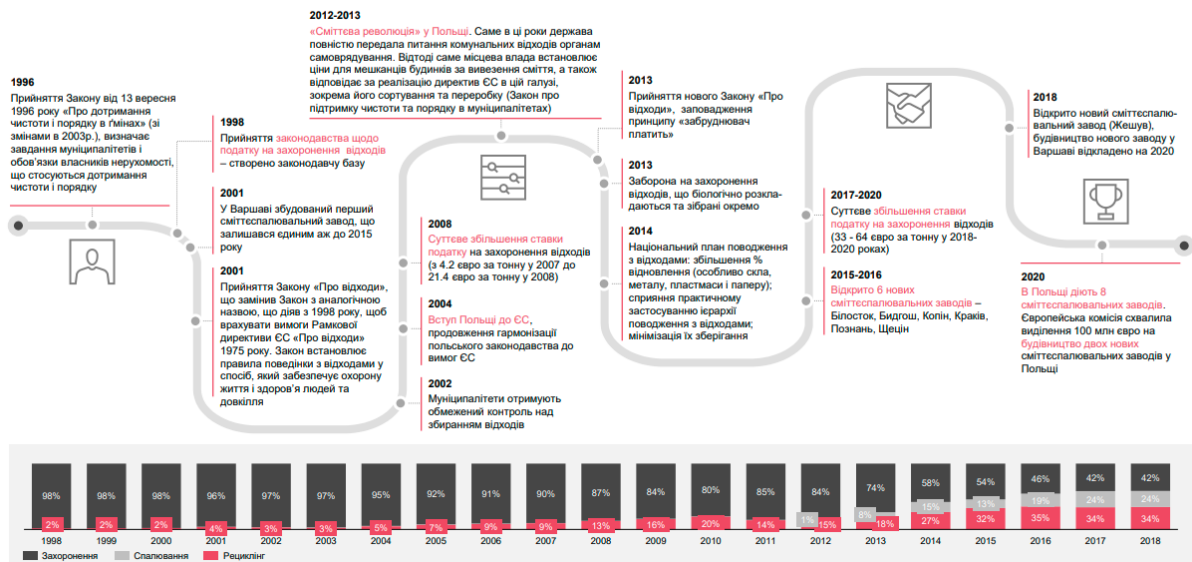 1996
Прийняття Закону від 13 вересня
1996 року «Про дотримання
чистоти і порядку в ґмінах» (зі
змінами в 2003р.), визначає
завдання муніципалітетів і
обов'язки власників нерухомості,
що стосуються дотримання
чистоти і порядку
1998
Прийняття законодавства щодо
податку на захоронення відходів
– створено законодавчу базу
2001
У Варшаві збудований перший
сміттєспалювальний завод, що
залишався єдиним аж до 2015
року
2001
Прийняття Закону «Про відходи»,
що замінив Закон з аналогічною
назвою, що діяв з 1998 року, щоб
врахувати вимоги Рамкової
директиви ЄС «Про відходи»
1975 року. Закон встановлює
правила поведінки з відходами у
спосіб, який забезпечує охорону
життя і здоров'я людей та
довкілля
2012-2013
«Сміттєва революція» у Польщі. Саме в ці роки держава
повністю передала питання комунальних відходів органам
самоврядування. Відтоді саме місцева влада встановлює
ціни для мешканців будинків за вивезення сміття, а також
відповідає за реалізацію директив ЄС в цій галузі,
зокрема його сортування та переробку (Закон про
підтримку чистоти та порядку в муніципалітетах)
2008
Суттєве збільшення ставки
податку на захоронення відходів
(з 4.2 євро за тонну у 2007 до
21.4 євро за тонну у 2008)
2004
Вступ Польщі до ЄС,
продовження гармонізації
польського законодавства до
вимог ЄС
2002
Муніципалітети отримують
обмежений контроль над
збиранням відходів
2013
Прийняття нового Закону «Про
відходи», заповадження
принципу «забруднювач
платить»
2013
Заборона на захоронення
відходів, що біологічно розкла-
даються та зібрані окремо
2014
Національний план поводження
з відходами: збільшення %
відновлення (особливо скла,
металу, пластмаси і паперу);
сприяння практичному
застосуванню ієрархії
поводження з відходами;
мінімізація їх зберігання
2017-2020
Суттєве збільшення ставки
податку на захоронення відходів
(33 - 64 євро за тонну у 2018-
2020 роках)
2015-2016
Відкрито 6 нових
сміттєспалювальних заводів –
Білосток, Бидгощ, Копін, Краків,
Познань, Щецін
2018
Відкрито новий сміттєспалю-
вальний завод (Жешув),
будівництво нового заводу у
Варшаві відкладено на 2020
2020
В Польщі діють 8
сміттєспалювальних заводів.
Європейська комісія схвалила
виділення 100 млн євро на
будівництво двох нових
сміттєспалювальних заводів у
Польщі
98% 98% 98% 96% 97% 97% 95% 92% 91% 90% 87% 84% 80% 85% 84% 74% 58% 54% 46% 42% 42%
1% 8% 15% 13% 19% 24% 24%
2% 2% 2% 4% 3% 3% 5% 7% 9% 9% 13% 16% 20% 14% 15% 18% 27% 32% 35% 34% 34%
1998 1999 2000 2001 2002 2003 2004 2005 2006 2007 2008 2009 2010 2011 2012 2013 2014 2015 2016 2017 2018
Захоронення Спалювання Рециклінг